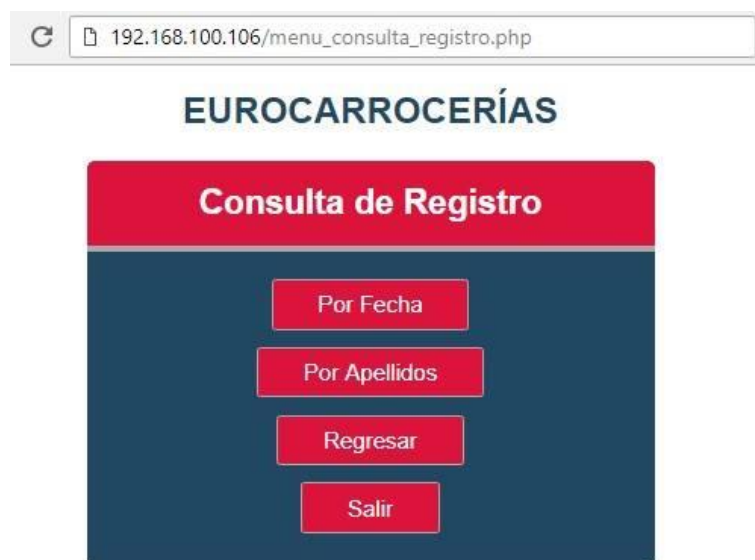 192.168.100.106/menu_consulta_registro.php
EUROCARROCERÍAS
Consulta de Registro
Por Fecha
Por Apellidos
Regresar
Salir